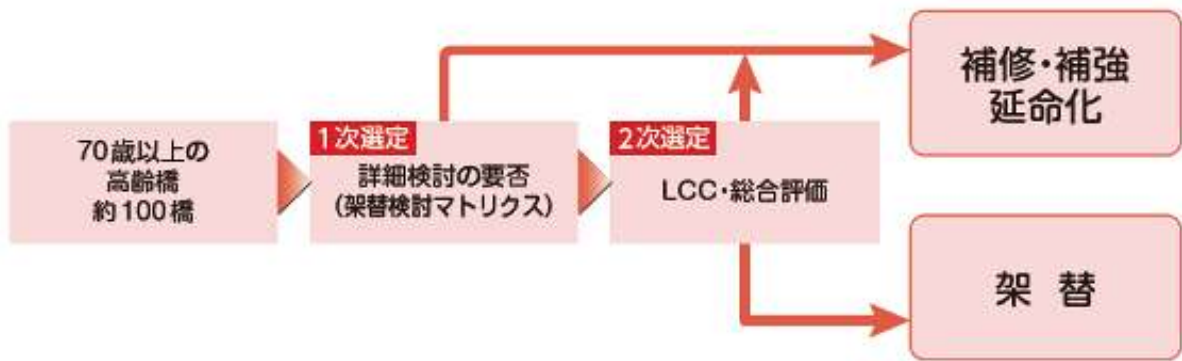 70歳以上の
高齢橋
約100橋
1次選定
詳細検討の要否
（架替検討マトリクス）
2次選定
LCC・総合評価
補修・補強
延命化
架 替